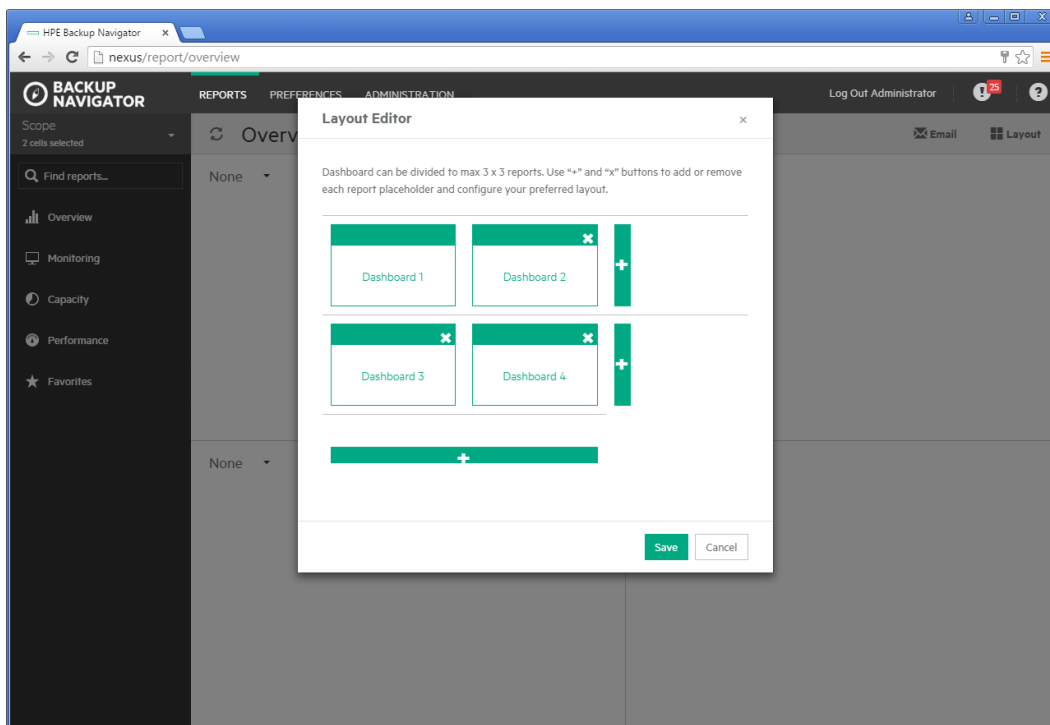 HPE Backup Navigator
nexus/report/overview
BACKUP
NAVIGATOR
REPORTS
PREFERENCES
ADMINISTRATION
Log Out Administrator
25
?
Scope
2 cells selected
Overv
Email
Layout
Find reports...
None
Overview
Monitoring
Capacity
Performance
Favorites
None
Layout Editor
×
Dashboard can be divided to max 3 x 3 reports. Use “+” and “x” buttons to add or remove
each report placeholder and configure your preferred layout.
Dashboard 1
Dashboard 2
Dashboard 3
Dashboard 4
Save
Cancel